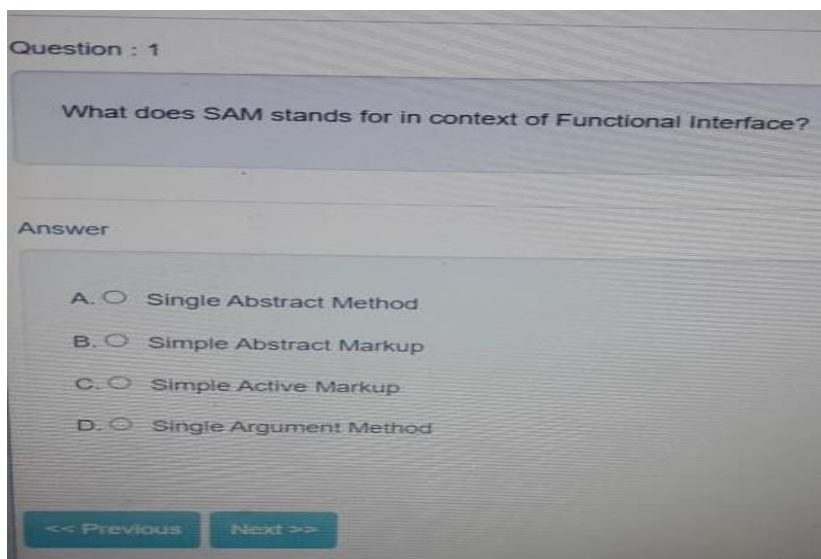 Question : 1
What does SAM stands for in context of Functional Interface?
Answer
A. Single Abstract Method
B. Simple Abstract Markup
C. Simple Active Markup
D. Single Argument Method
<< Previous
Next >>